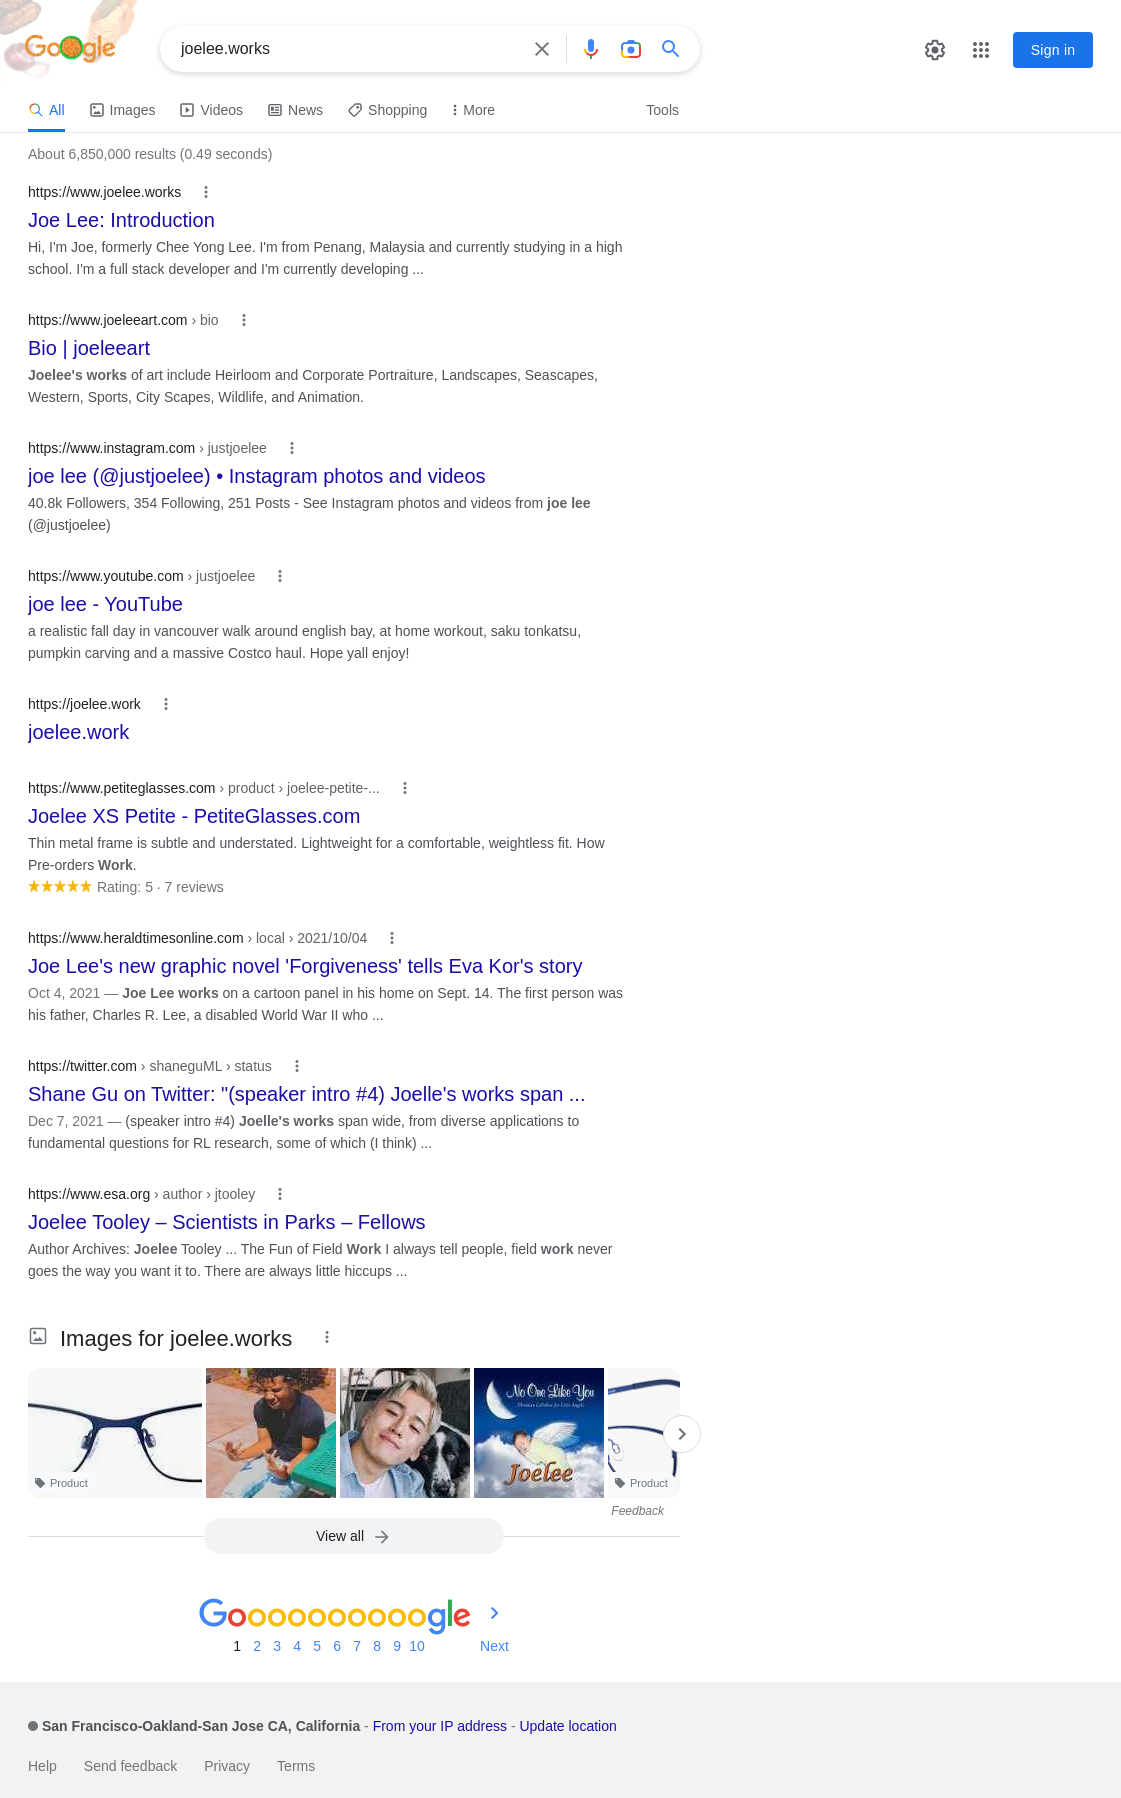 Google
joelee.works
Sign in
All
Images
Videos
News
Shopping
More
Tools
About 6,850,000 results (0.49 seconds)
https://www.joelee.works
Joe Lee: Introduction
Hi, I'm Joe, formerly Chee Yong Lee. I'm from Penang, Malaysia and currently studying in a high
school. I'm a full stack developer and I'm currently developing ...
https://www.joeleeart.com › bio
Bio | joeleeart
Joelee's works of art include Heirloom and Corporate Portraiture, Landscapes, Seascapes,
Western, Sports, City Scapes, Wildlife, and Animation.
https://www.instagram.com › justjoelee
joe lee (@justjoelee) • Instagram photos and videos
40.8k Followers, 354 Following, 251 Posts - See Instagram photos and videos from joe lee
(@justjoelee)
https://www.youtube.com › justjoelee
joe lee - YouTube
a realistic fall day in vancouver walk around english bay, at home workout, saku tonkatsu,
pumpkin carving and a massive Costco haul. Hope yall enjoy!
https://joelee.work
joelee.work
https://www.petiteglasses.com › product › joelee-petite-...
Joelee XS Petite - PetiteGlasses.com
Thin metal frame is subtle and understated. Lightweight for a comfortable, weightless fit. How
Pre-orders Work.
Rating: 5 · 7 reviews
https://www.heraldtimesonline.com › local › 2021/10/04
Joe Lee's new graphic novel 'Forgiveness' tells Eva Kor's story
Oct 4, 2021 — Joe Lee works on a cartoon panel in his home on Sept. 14. The first person was
his father, Charles R. Lee, a disabled World War II who ...
https://twitter.com › shaneguML › status
Shane Gu on Twitter: "(speaker intro #4) Joelle's works span ...
Dec 7, 2021 — (speaker intro #4) Joelle's works span wide, from diverse applications to
fundamental questions for RL research, some of which (I think) ...
https://www.esa.org › author › jtooley
Joelee Tooley – Scientists in Parks – Fellows
Author Archives: Joelee Tooley ... The Fun of Field Work I always tell people, field work never
goes the way you want it to. There are always little hiccups ...
Images for joelee.works
No One Like You
Joelee
Product
Product
Feedback
View all
Goooooooooogle
1 2 3 4 5 6 7 8 9 10 Next
San Francisco-Oakland-San Jose CA, California - From your IP address - Update location
Help
Send feedback
Privacy
Terms